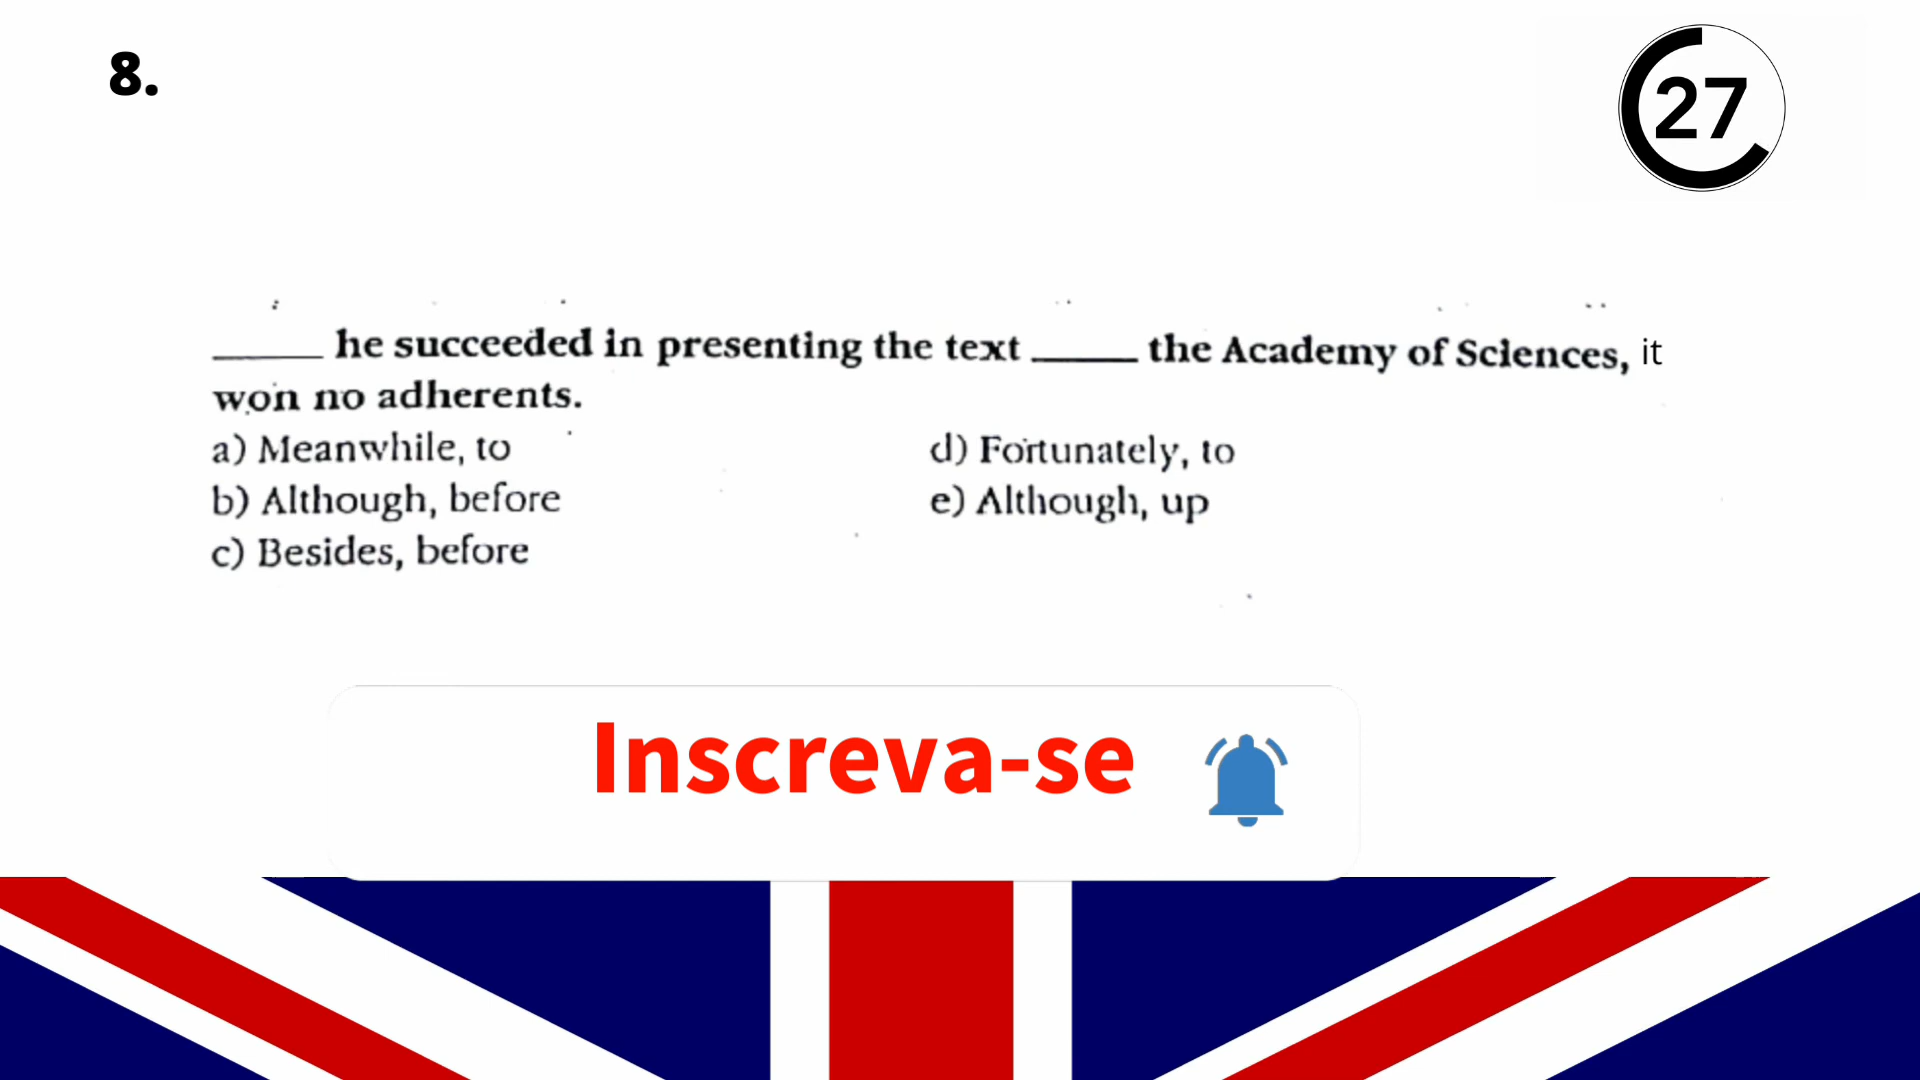 8.
27
_____ he succeeded in presenting the text _____ the Academy of Sciences, it
won no adherents.
a) Meanwhile, to
d) Fortunately, to
b) Although, before
e) Although, up
c) Besides, before
Inscreva-se